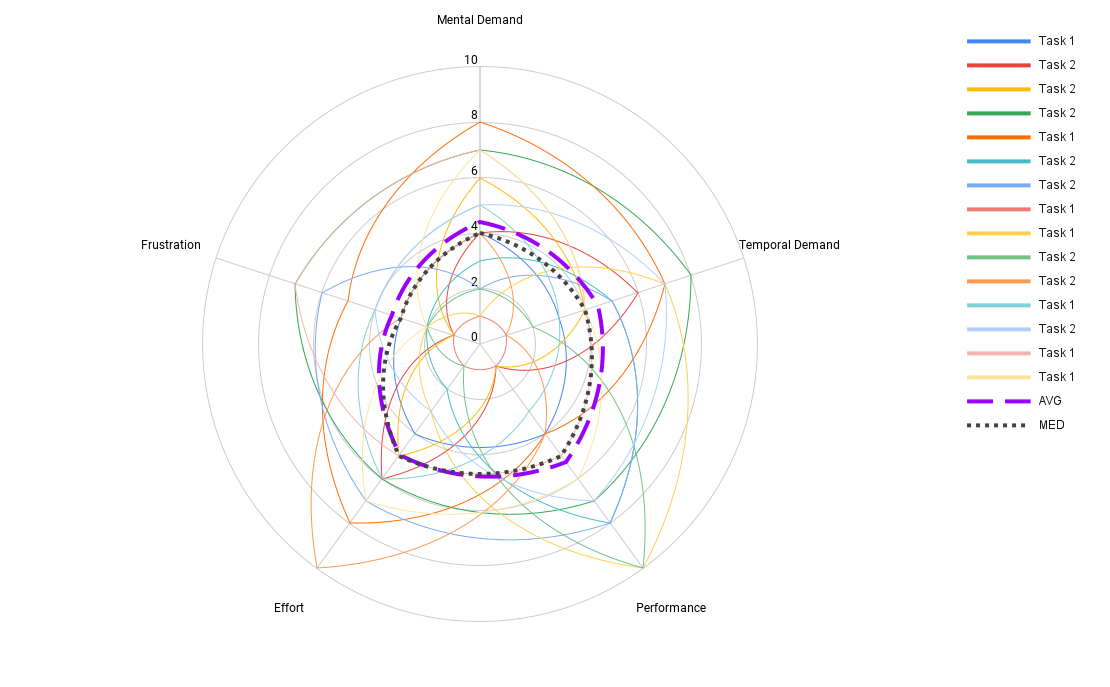 Mental Demand
10
8
6
4
2
0
Temporal Demand
Frustration
Effort
Performance
Task 1
Task 2
Task 2
Task 2
Task 1
Task 2
Task 2
Task 1
Task 2
Task 2
Task 2
Task 1
Task 2
Task 1
Task 1
AVG
MED